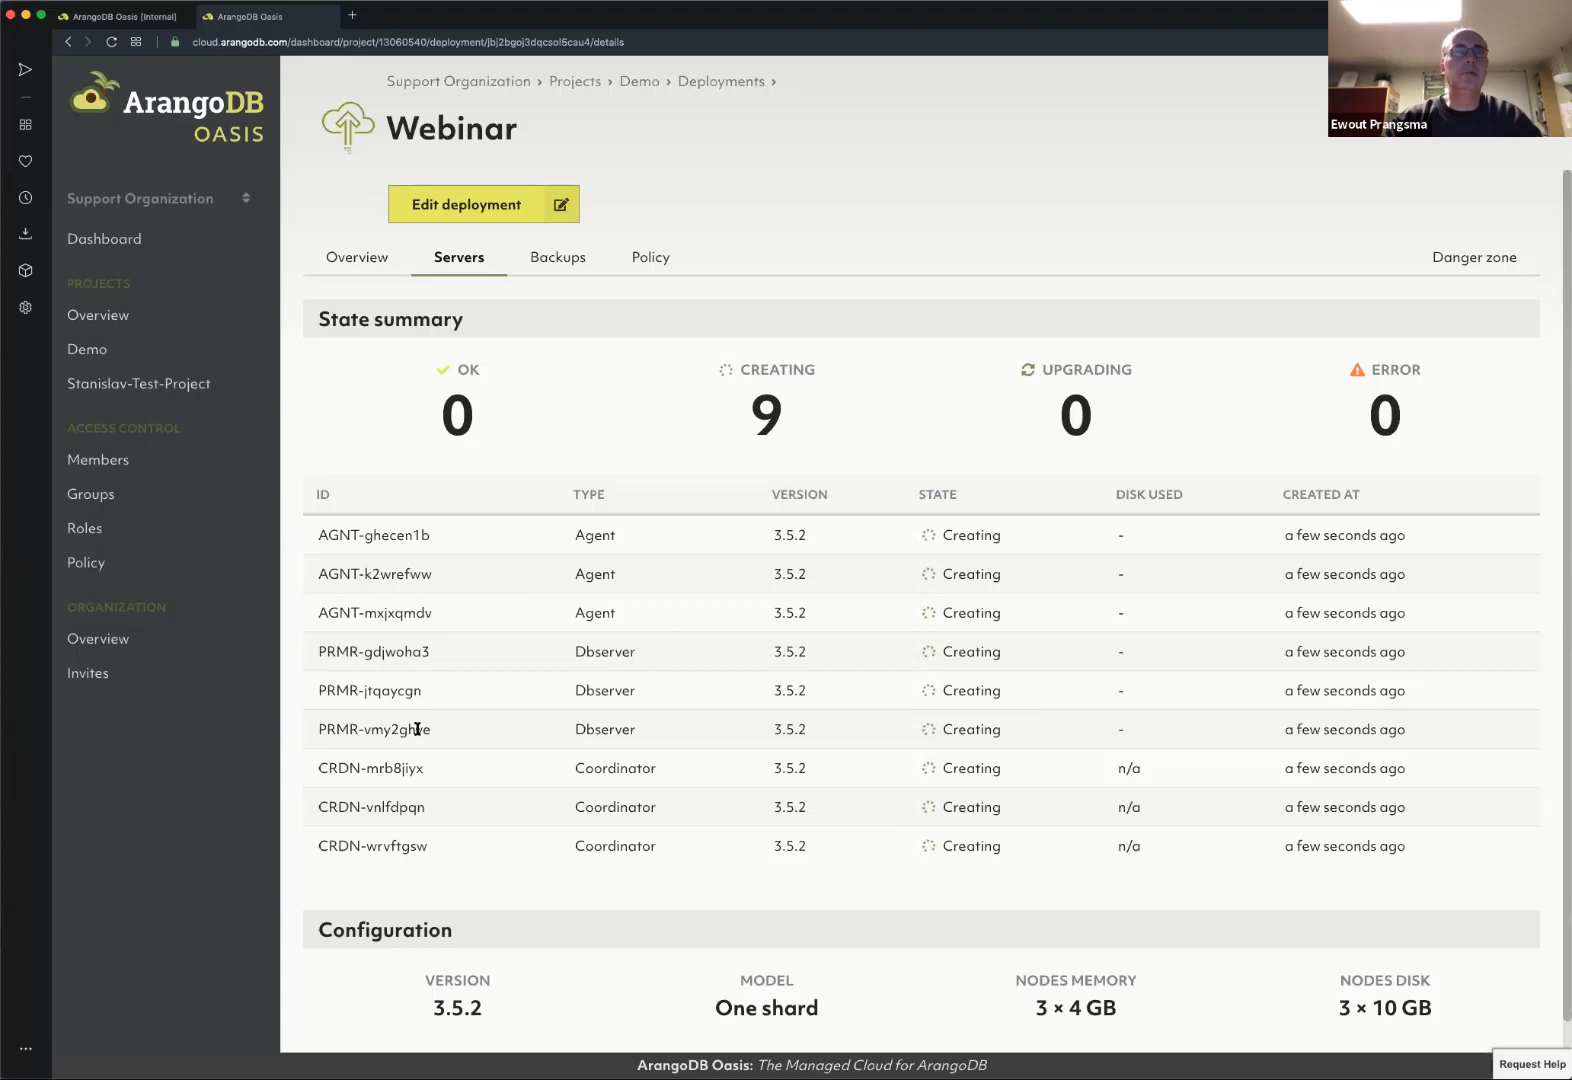 ArangoDB Oasis [Internal]
ArangoDB Oasis
cloud.arangodb.com/dashboard/project/13060540/deployment/jbj2bgoj3dqcsol5cau4/details
Ewout Prangsma
ArangoDB
OASIS
Support Organization
Dashboard
PROJECTS
Overview
Demo
Stanislav-Test-Project
ACCESS CONTROL
Members
Groups
Roles
Policy
ORGANIZATION
Overview
Invites
Support Organization › Projects › Demo › Deployments ›
Webinar
Edit deployment
Overview Servers Backups Policy Danger zone
State summary
OK CREATING UPGRADING ERROR
0 9 0 0
ID TYPE VERSION STATE DISK USED CREATED AT
AGNT-ghecen1b Agent 3.5.2 Creating - a few seconds ago
AGNT-k2wrefww Agent 3.5.2 Creating - a few seconds ago
AGNT-mxjxqmdv Agent 3.5.2 Creating - a few seconds ago
PRMR-gdjwoha3 Dbserver 3.5.2 Creating - a few seconds ago
PRMR-jtqaycgn Dbserver 3.5.2 Creating - a few seconds ago
Dbserver 3.5.2 Creating - a few seconds ago
CRDN-mrb8jiyx Coordinator 3.5.2 Creating n/a a few seconds ago
CRDN-vnlfdpqn Coordinator 3.5.2 Creating n/a a few seconds ago
CRDN-wrvftgsw Coordinator 3.5.2 Creating n/a a few seconds ago
Configuration
VERSION MODEL NODES MEMORY NODES DISK
3.5.2 One shard 3 × 4 GB 3 × 10 GB
ArangoDB Oasis: The Managed Cloud for ArangoDB
Request Help